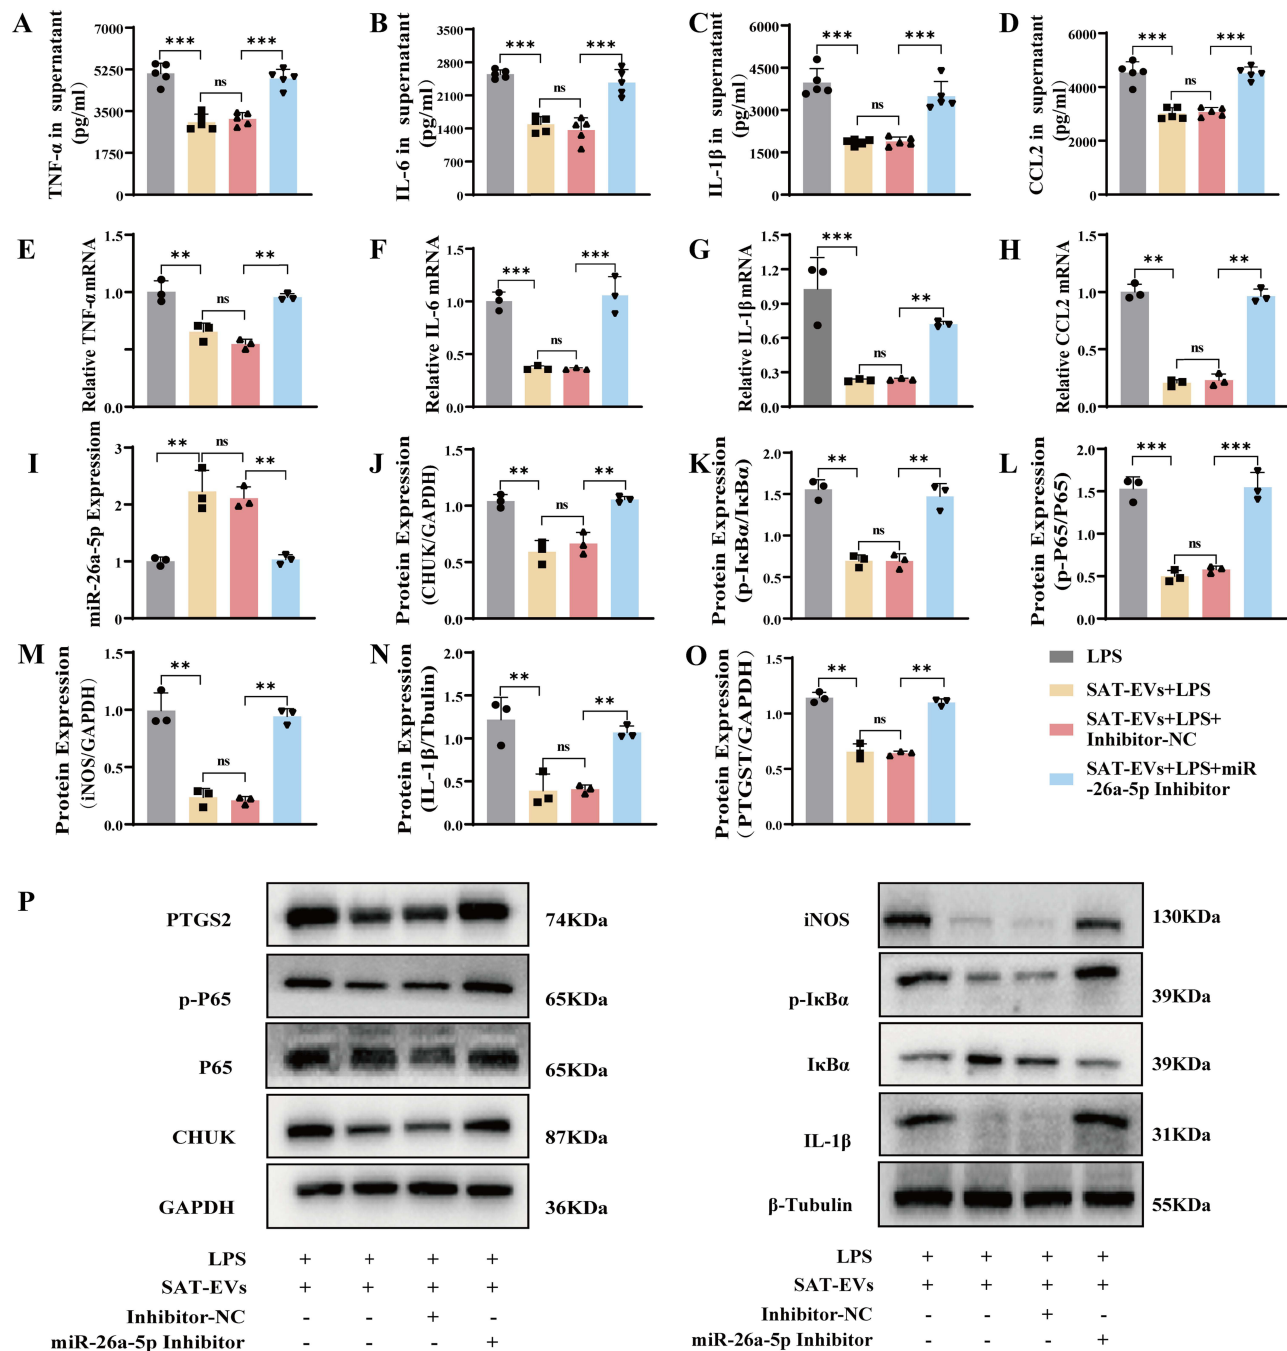 A
TNF-α in supernatant
(pg/ml)
7000
5250
3500
1750
0
***
***
ns
B
IL-6 in supernatant
(pg/ml)
3500
2800
2100
1400
700
0
***
***
ns
C
IL-1β in supernatant
(pg/ml)
6000
4500
3000
1500
0
***
***
ns
D
CCL2 in supernatant
(pg/ml)
6000
4000
2000
0
***
***
ns
E
Relative TNF-α mRNA
1.5
1.0
0.5
0.0
**
**
ns
F
Relative IL-6 mRNA
1.5
1.0
0.5
0.0
***
***
ns
G
Relative IL-1β mRNA
1.5
1.2
0.9
0.6
0.3
0.0
***
**
ns
H
Relative CCL2 mRNA
1.5
1.0
0.5
0.0
**
**
ns
I
miR-26a-5p Expression
3
2
1
0
**
ns
**
J
Protein Expression
(CHUK/GAPDH)
1.5
1.0
0.5
0.0
**
**
ns
K
Protein Expression
(p-IκBα/IκBα)
2.0
1.5
1.0
0.5
0.0
**
**
ns
L
Protein Expression
(p-P65/P65)
2.0
1.5
1.0
0.5
0.0
***
***
ns
M
Protein Expression
(iNOS/GAPDH)
1.5
1.0
0.5
0.0
**
**
ns
N
Protein Expression
(IL-1β/Tbulin)
2.0
1.5
1.0
0.5
0.0
**
**
ns
O
Protein Expression
(PTGST/GAPDH)
1.5
1.0
0.5
0.0
**
**
ns
LPS
SAT-EVs+LPS
SAT-EVs+LPS+
Inhibitor-NC
SAT-EVs+LPS+miR
-26a-5p Inhibitor
P
PTGS2 74KDa
p-P65 65KDa
P65 65KDa
CHUK 87KDa
GAPDH 36KDa
LPS + + + +
SAT-EVs + + + +
Inhibitor-NC - - + -
miR-26a-5p Inhibitor - - - +
iNOS 130KDa
p-IκBα 39KDa
IκBα 39KDa
IL-1β 31KDa
β-Tubulin 55KDa
LPS + + + +
SAT-EVs + + + +
Inhibitor-NC - - + -
miR-26a-5p Inhibitor - - - +